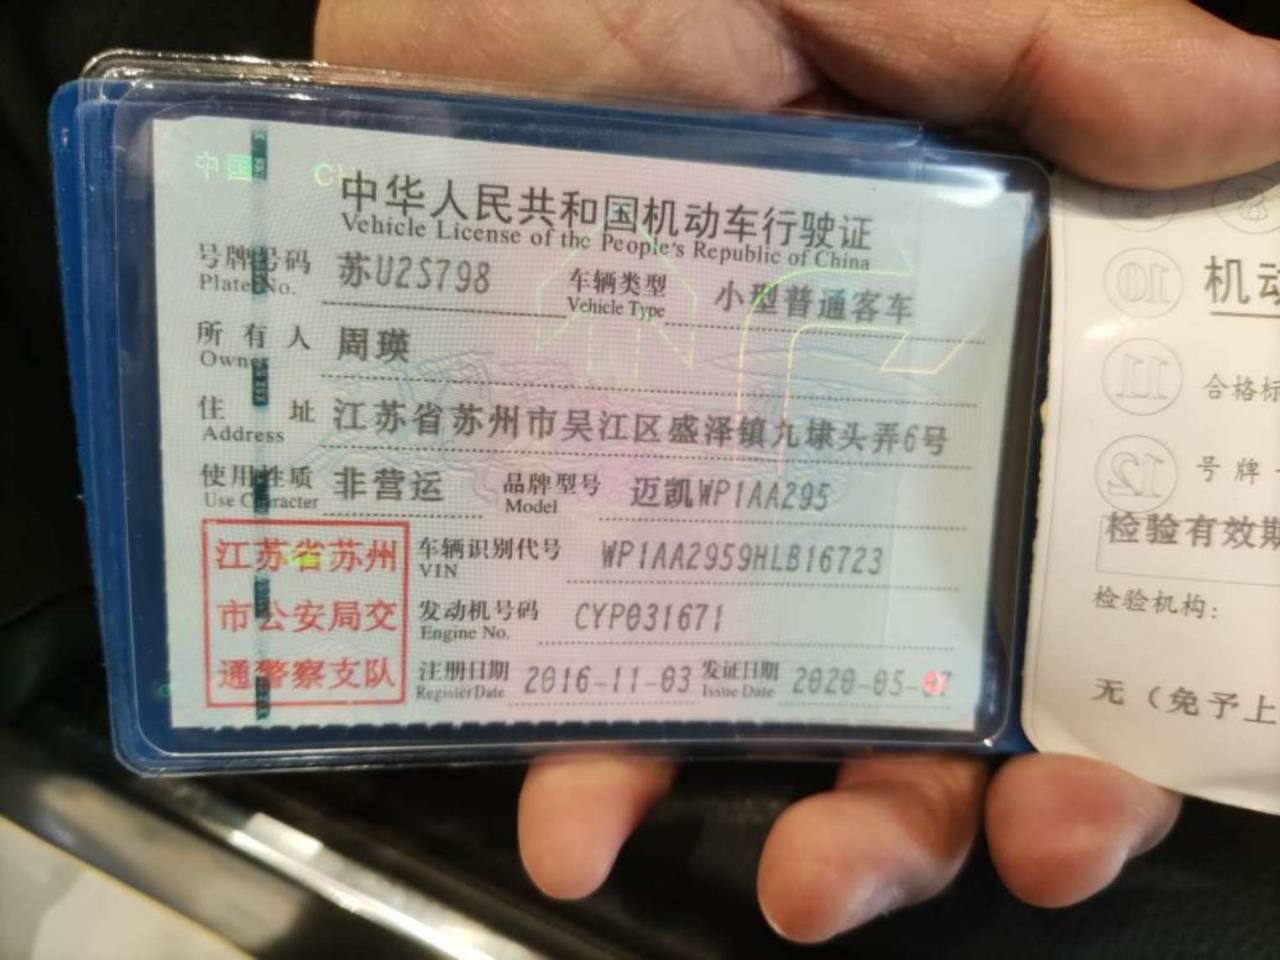 中国 C
中华人民共和国机动车行驶证
Vehicle License of the People's Republic of China
号牌号码 苏U2S798 车辆类型 小型普通客车
Plate No. Vehicle Type
所有人 周瑛
Owner
住址 江苏省苏州市吴江区盛泽镇九埭头弄6号
Address
使用性质 非营运 品牌型号 迈凯WP1AA295
Use Character Model
江苏省苏州
市公安局交
通警察支队
车辆识别代号 WP1AA2959HLB16723
VIN
发动机号码 CYP031671
Engine No.
注册日期 2016-11-03 发证日期 2020-05-07
Register Date Issue Date
10
11
12
机动
合格标
号牌
检验有效期
检验机构:
无（免予上